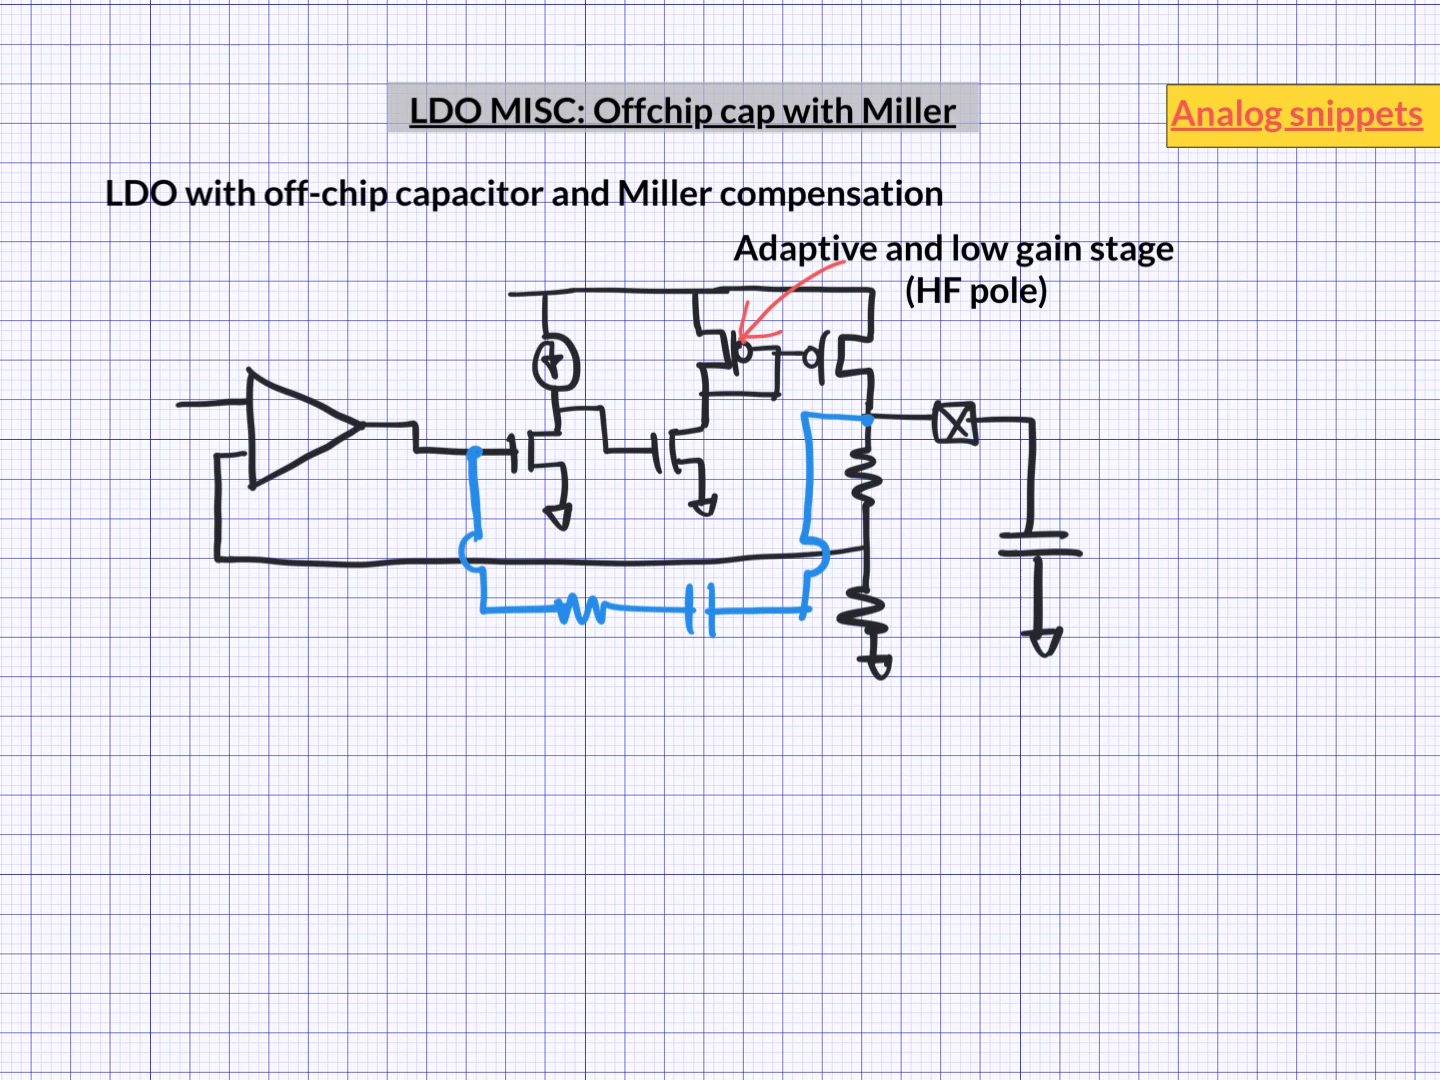 LDO MISC: Offchip cap with Miller
Analog snippets
LDO with off-chip capacitor and Miller compensation
Adaptive and low gain stage
(HF pole)